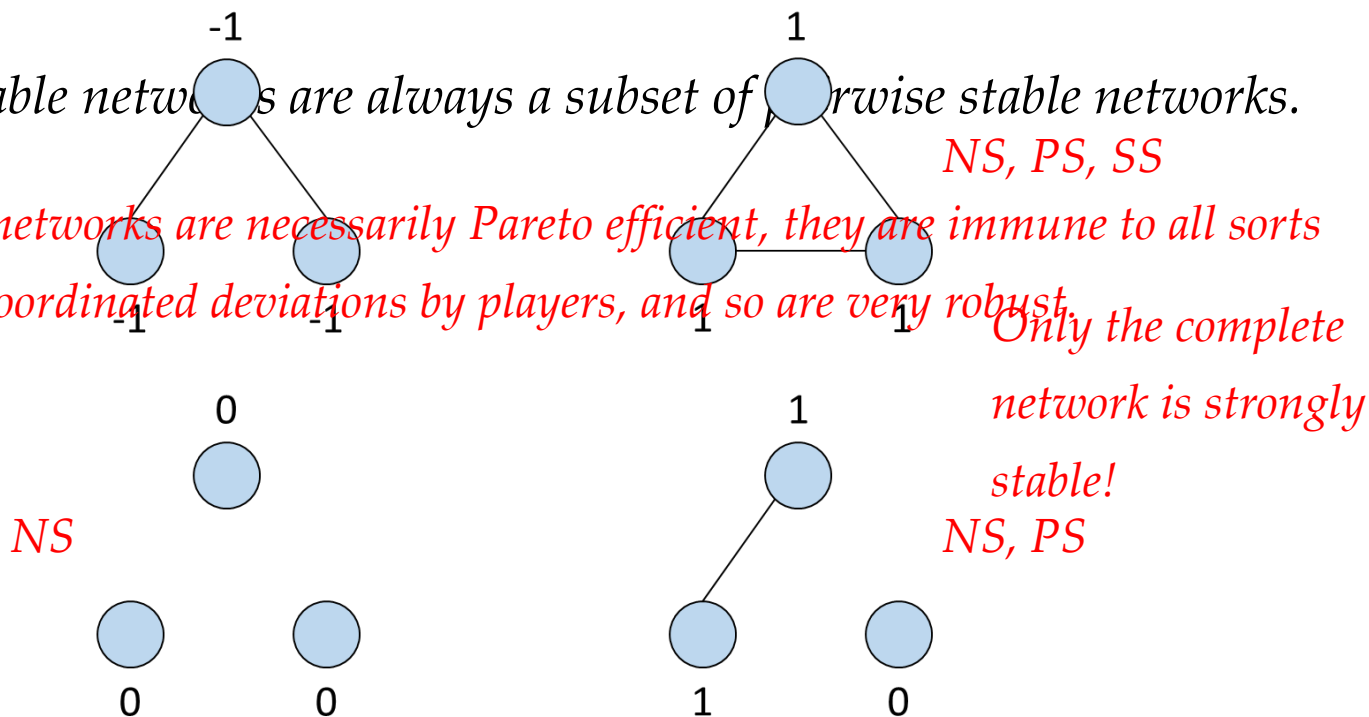 -1 1
able networks are always a subset of pairwise stable networks.
NS, PS, SS
networks are necessarily Pareto efficient, they are immune to all sorts
oordinated deviations by players, and so are very robust.
-1 -1 1 1
Only the complete
network is strongly
stable!
0 1
NS NS, PS
0 0 1 0